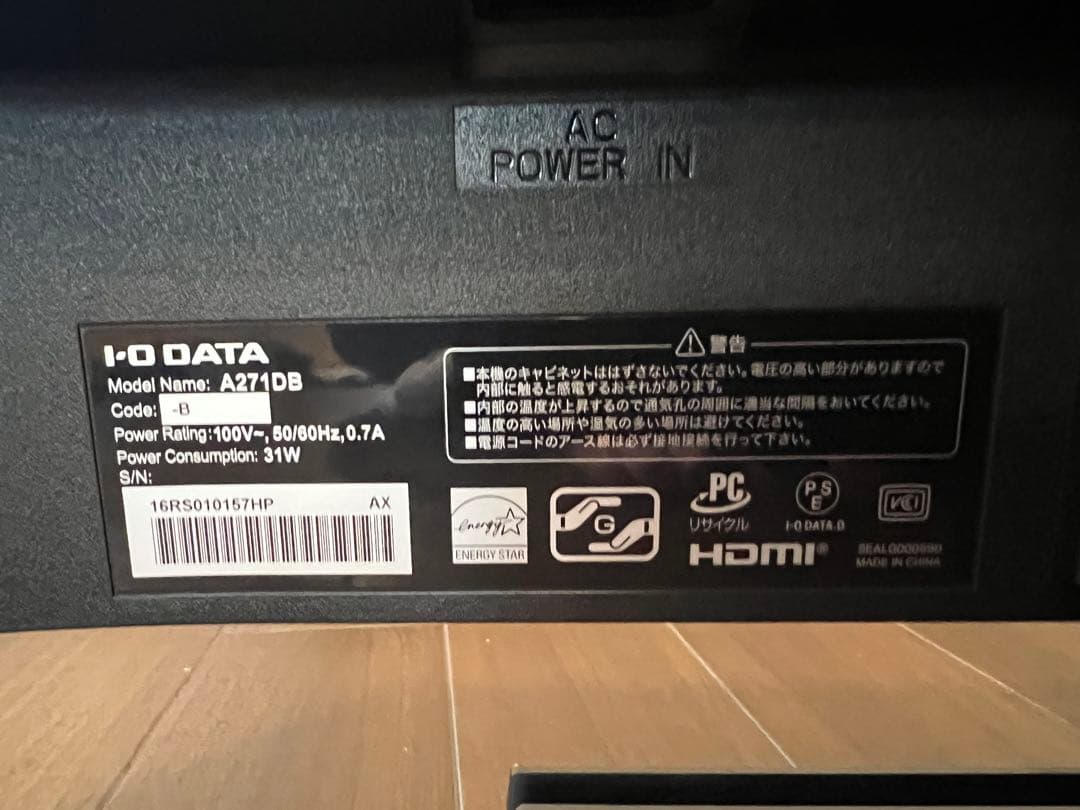 AC
POWER IN
I-O DATA
Model Name: A271DB
Code: -B
Power Rating:100V~, 50/60Hz, 0.7A
Power Consumption: 31W
S/N:
16RS010157HP AX
⚠警告
■本機のキャビネットははずさないでください。電圧の高い部分がありますので
内部に触ると感電するおそれがあります。
■内部の温度が上昇するので通気孔の周囲に適当な間隔をおいてください。
■温度の高い場所や湿気の多い場所は避けてください。
■電源コードのアース線は必ず接地接続を行って下さい。
energy
ENERGY STAR
G
PC
リサイクル
PSE
I-O DATA.D
VCCI
HDMI®
MADE IN CHINA